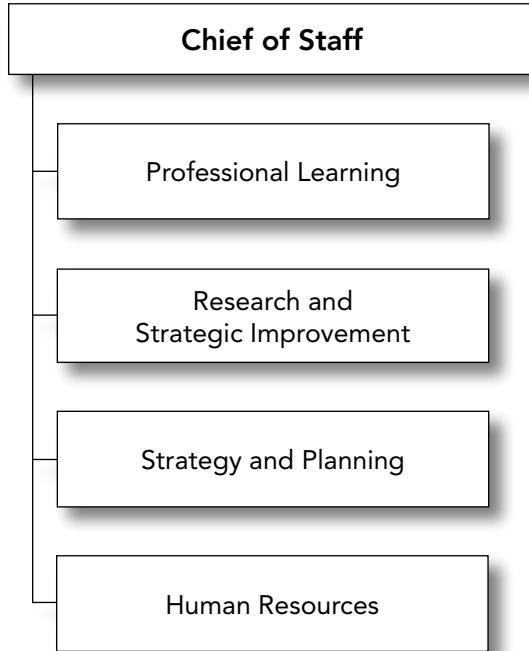 Chief of Staff
Professional Learning
Research and
Strategic Improvement
Strategy and Planning
Human Resources